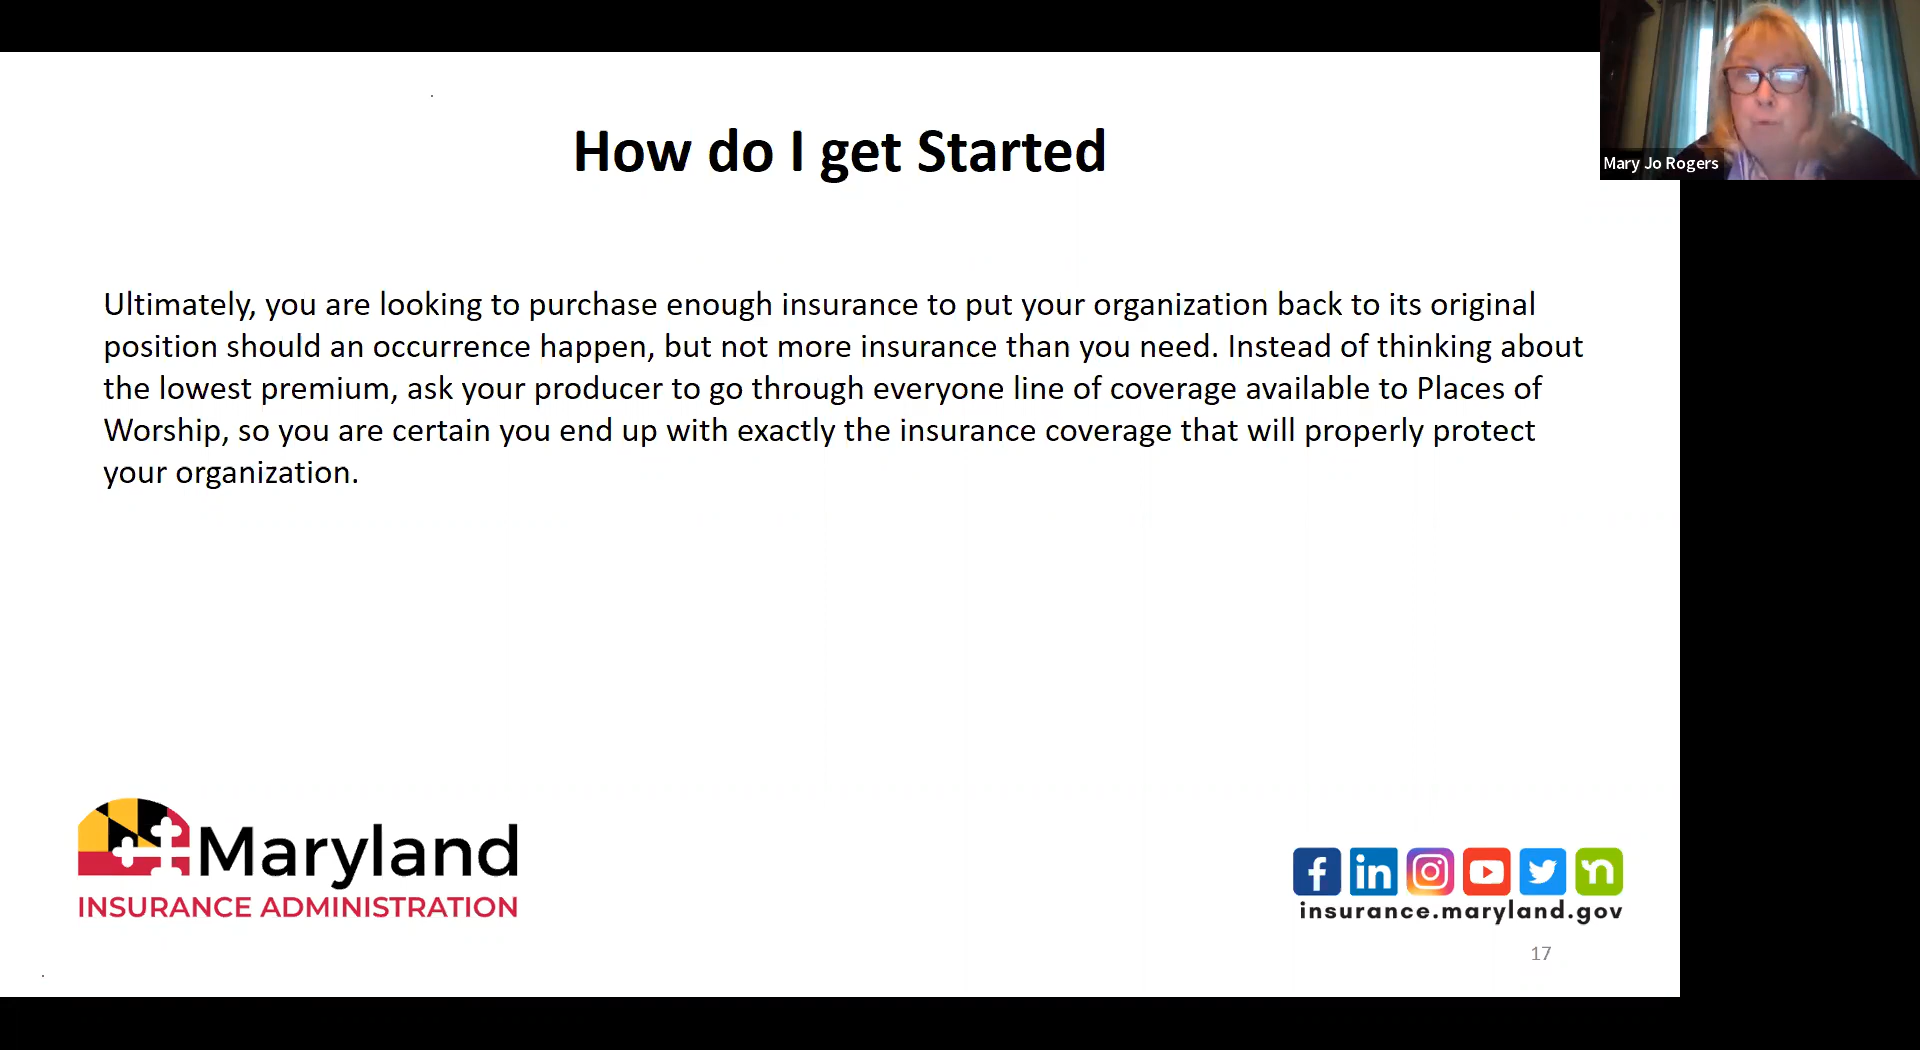 How do I get Started
Mary Jo Rogers
Ultimately, you are looking to purchase enough insurance to put your organization back to its original
position should an occurrence happen, but not more insurance than you need. Instead of thinking about
the lowest premium, ask your producer to go through everyone line of coverage available to Places of
Worship, so you are certain you end up with exactly the insurance coverage that will properly protect
your organization.
Maryland
INSURANCE ADMINISTRATION
insurance.maryland.gov
17